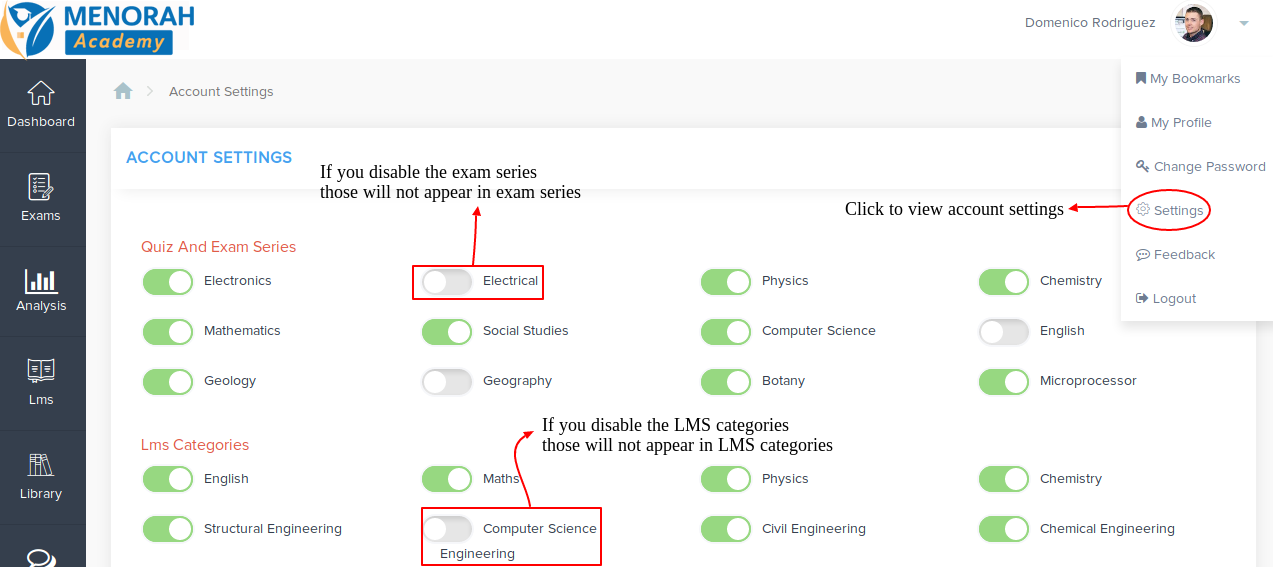 MENORAH
Academy
Domenico Rodriguez
My Bookmarks
My Profile
Change Password
Settings
Feedback
Logout
Dashboard
Exams
Analysis
Lms
Library
Account Settings
ACCOUNT SETTINGS
If you disable the exam series
those will not appear in exam series
Click to view account settings
Quiz And Exam Series
Electronics
Electrical
Physics
Chemistry
Mathematics
Social Studies
Computer Science
English
Geology
Geography
Botany
Microprocessor
If you disable the LMS categories
those will not appear in LMS categories
Lms Categories
English
Maths
Physics
Chemistry
Structural Engineering
Computer Science
Engineering
Civil Engineering
Chemical Engineering